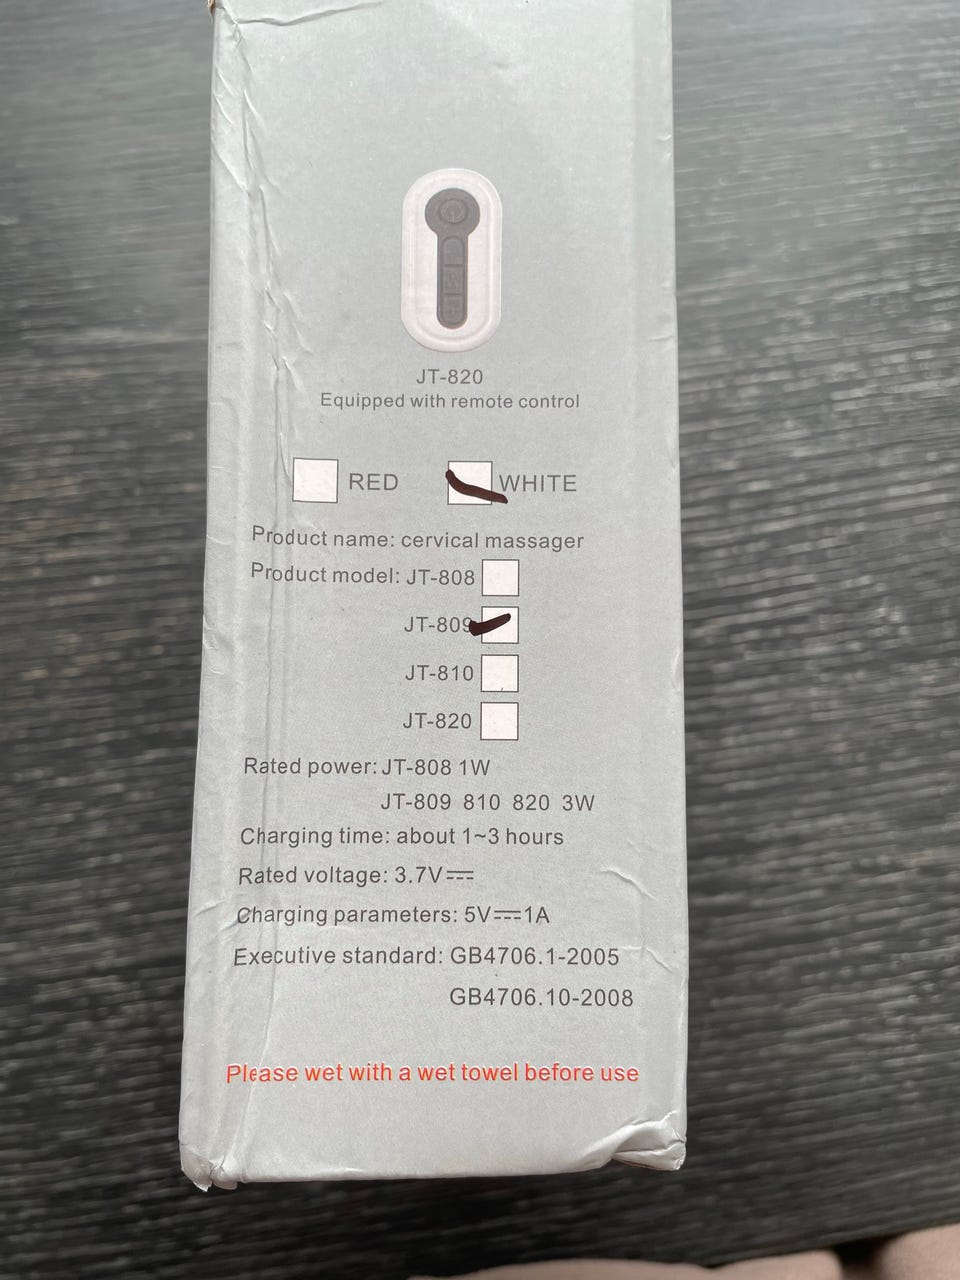 JT-820
Equipped with remote control
RED WHITE
Product name: cervical massager
Product model: JT-808
JT-809
JT-810
JT-820
Rated power: JT-808 1W
JT-809 810 820 3W
Charging time: about 1~3 hours
Rated voltage: 3.7V⎓
Charging parameters: 5V⎓1A
Executive standard: GB4706.1-2005
GB4706.10-2008
Please wet with a wet towel before use